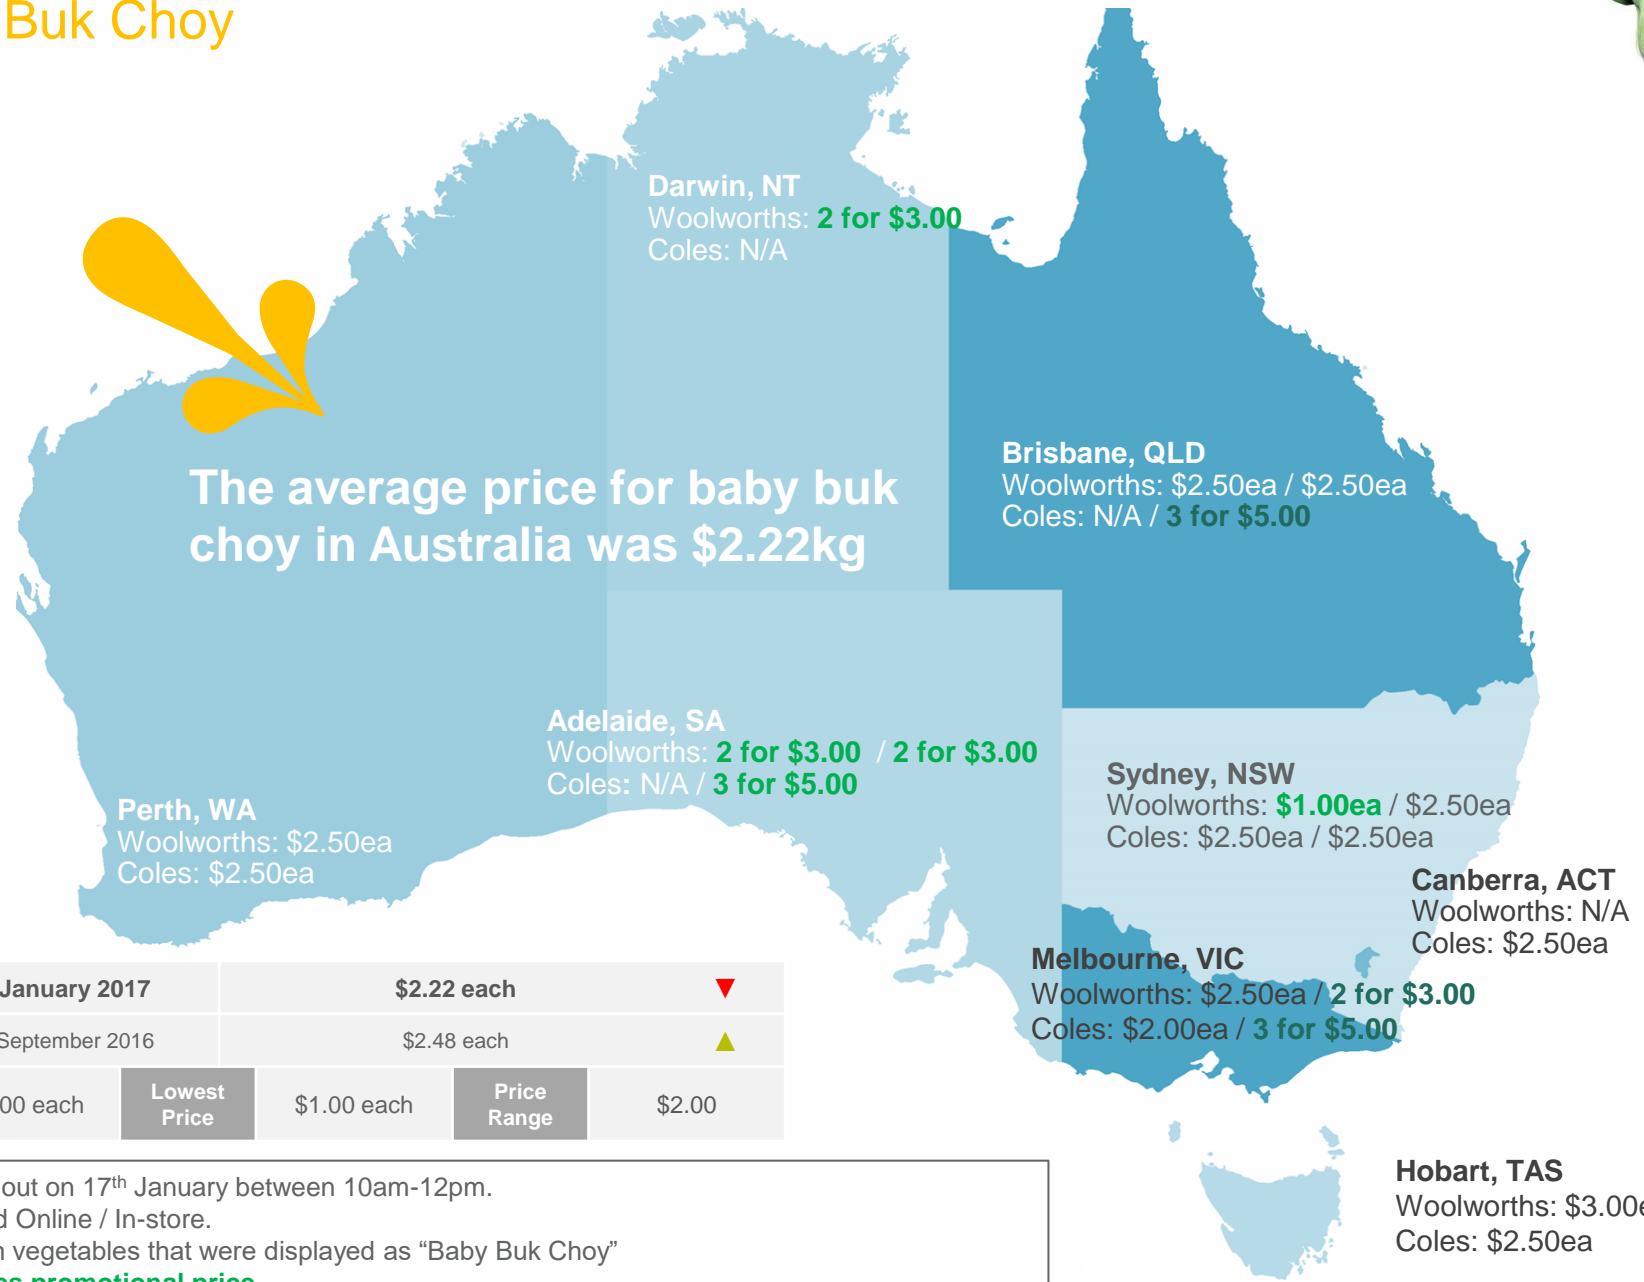 Buk Choy
Darwin, NT
Woolworths: 2 for $3.00
Coles: N/A
The average price for baby buk
choy in Australia was $2.22kg
Brisbane, QLD
Woolworths: $2.50ea / $2.50ea
Coles: N/A / 3 for $5.00
Adelaide, SA
Woolworths: 2 for $3.00 / 2 for $3.00
Coles: N/A / 3 for $5.00
Sydney, NSW
Woolworths: $1.00ea / $2.50ea
Coles: $2.50ea / $2.50ea
Perth, WA
Woolworths: $2.50ea
Coles: $2.50ea
Canberra, ACT
Woolworths: N/A
Coles: $2.50ea
Melbourne, VIC
Woolworths: $2.50ea / 2 for $3.00
Coles: $2.00ea / 3 for $5.00
January 2017 $2.22 each ▼
September 2016 $2.48 each ▲
00 each Lowest Price $1.00 each Price Range $2.00
out on 17th January between 10am-12pm.
Online / In-store.
vegetables that were displayed as “Baby Buk Choy”
promotional price
Hobart, TAS
Woolworths: $3.00e
Coles: $2.50ea